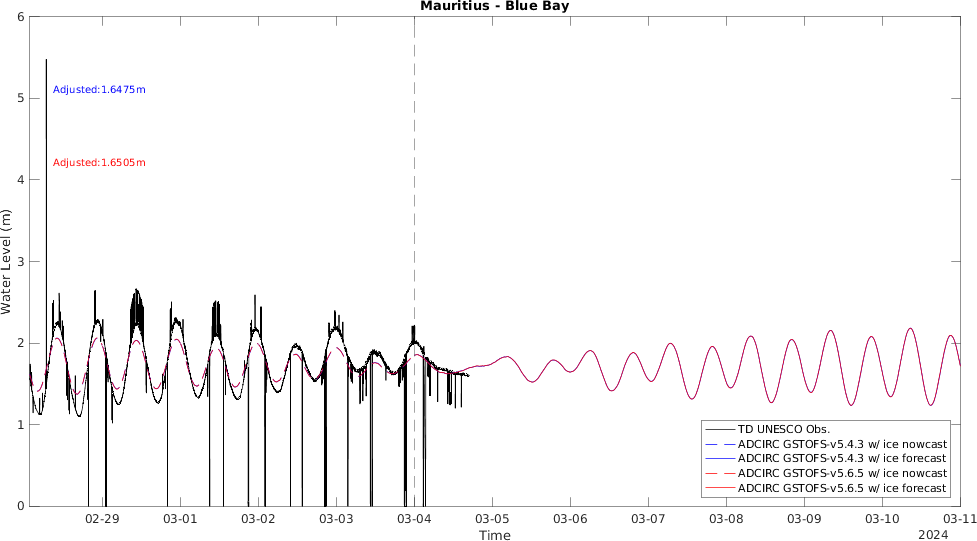 Mauritius - Blue Bay
6
5
4
3
2
1
0
Water Level (m)
Adjusted:1.6475m
Adjusted:1.6505m
TD UNESCO Obs.
ADCIRC GSTOFS-v5.4.3 w/ ice nowcast
ADCIRC GSTOFS-v5.4.3 w/ ice forecast
ADCIRC GSTOFS-v5.6.5 w/ ice nowcast
ADCIRC GSTOFS-v5.6.5 w/ ice forecast
02-29 03-01 03-02 03-03 03-04 03-05 03-06 03-07 03-08 03-09 03-10 03-11
Time
2024